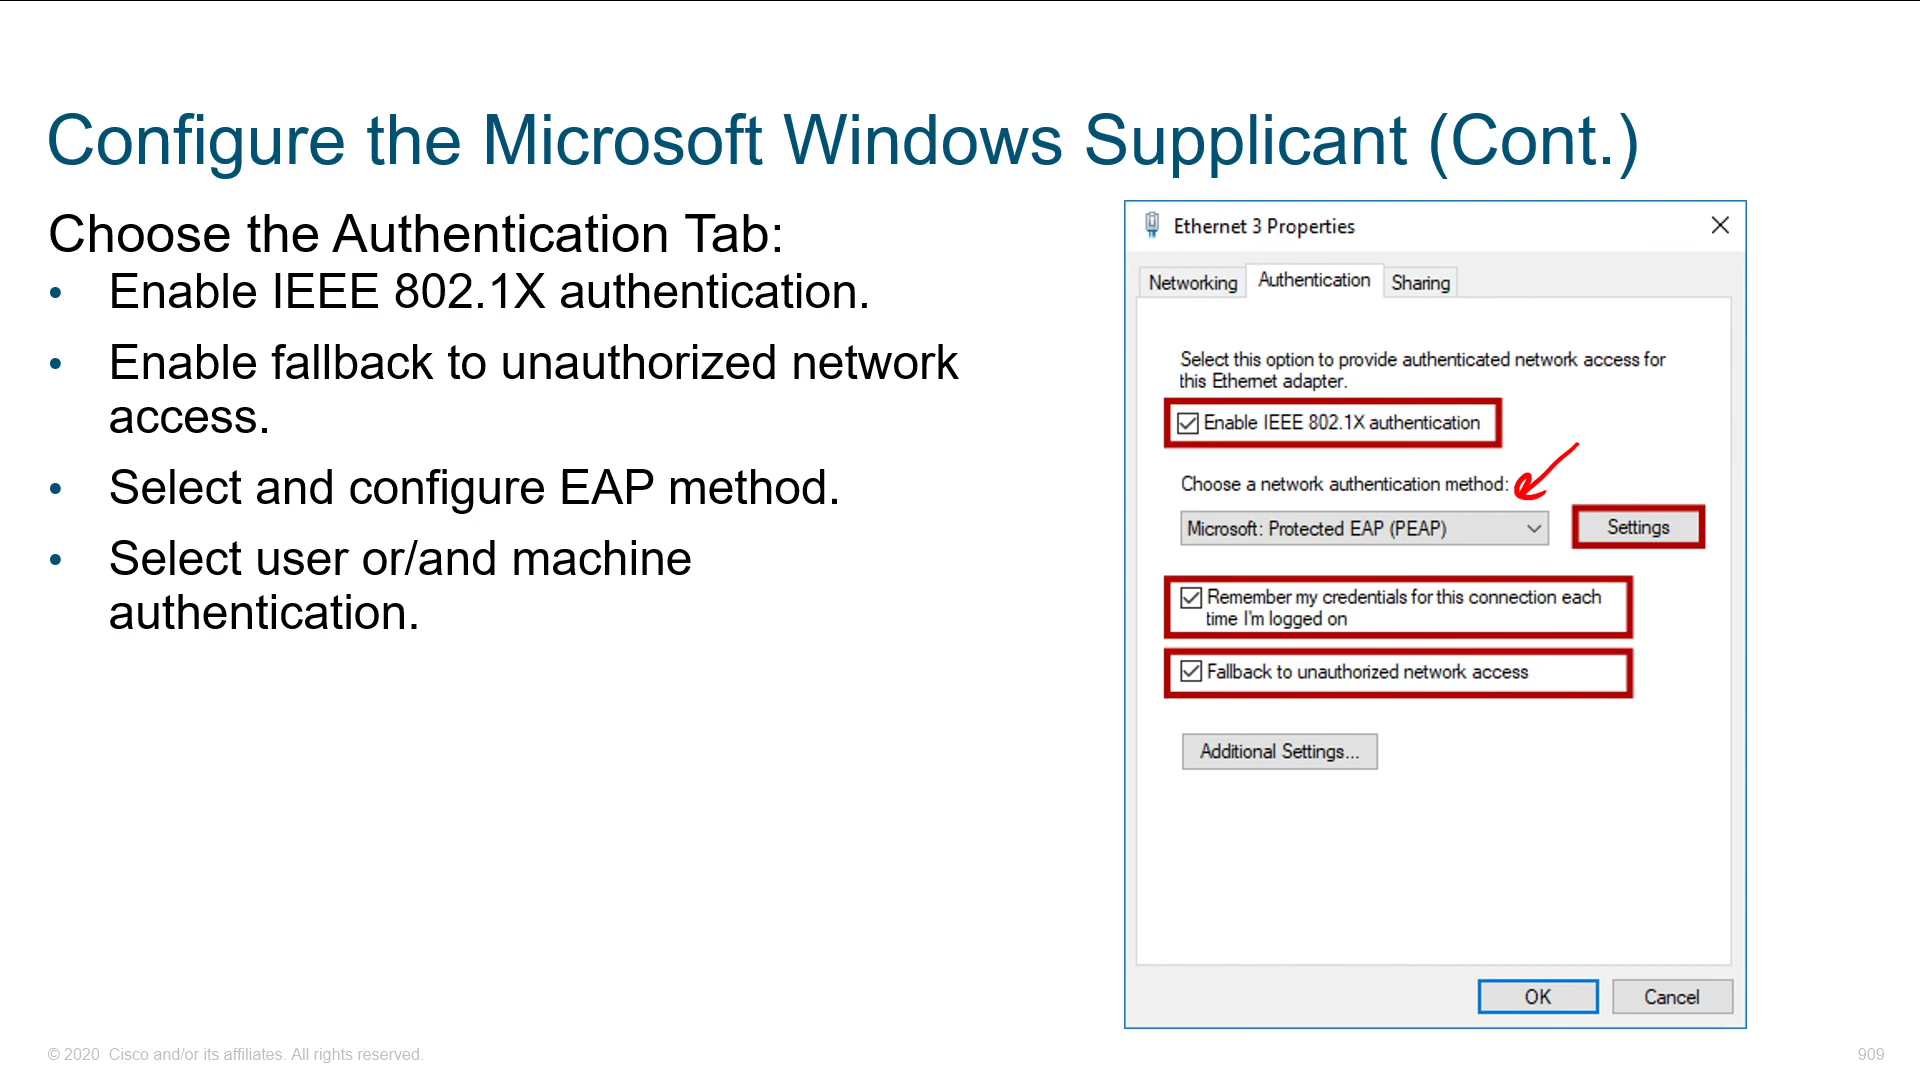 Configure the Microsoft Windows Supplicant (Cont.)
Choose the Authentication Tab:
• Enable IEEE 802.1X authentication.
• Enable fallback to unauthorized network
access.
• Select and configure EAP method.
• Select user or/and machine
authentication.
Ethernet 3 Properties
Networking Authentication Sharing
Select this option to provide authenticated network access for
this Ethernet adapter.
Enable IEEE 802.1X authentication
Choose a network authentication method:
Microsoft: Protected EAP (PEAP) Settings
Remember my credentials for this connection each
time I'm logged on
Fallback to unauthorized network access
Additional Settings...
OK Cancel
© 2020 Cisco and/or its affiliates. All rights reserved. 909